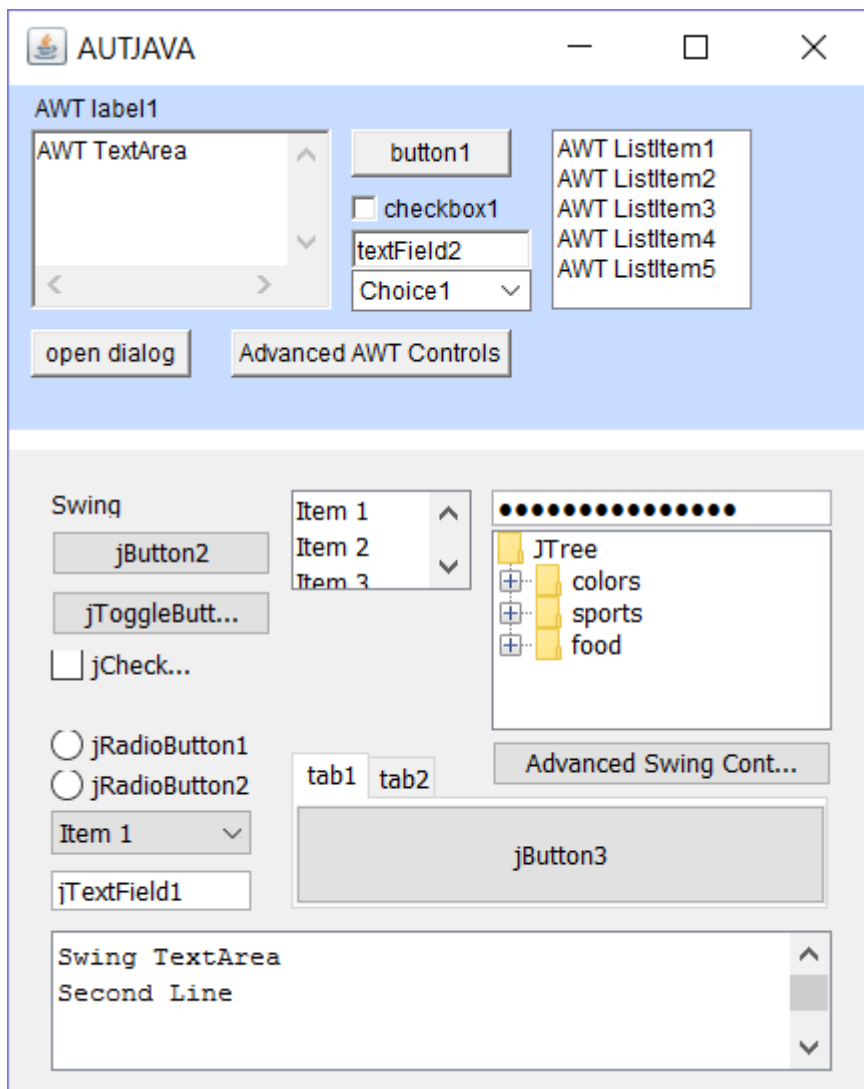 AUTJAVA
AWT label1
AWT TextArea
button1
checkbox1
textField2
Choice1
AWT ListItem1
AWT ListItem2
AWT ListItem3
AWT ListItem4
AWT ListItem5
open dialog
Advanced AWT Controls
Swing
jButton2
jToggleButt...
jCheck...
Item 1
Item 2
Item 3
●●●●●●●●●●●●●●●
JTree
colors
sports
food
Advanced Swing Cont...
jRadioButton1
jRadioButton2
Item 1
jTextField1
tab1 tab2
jButton3
Swing TextArea
Second Line